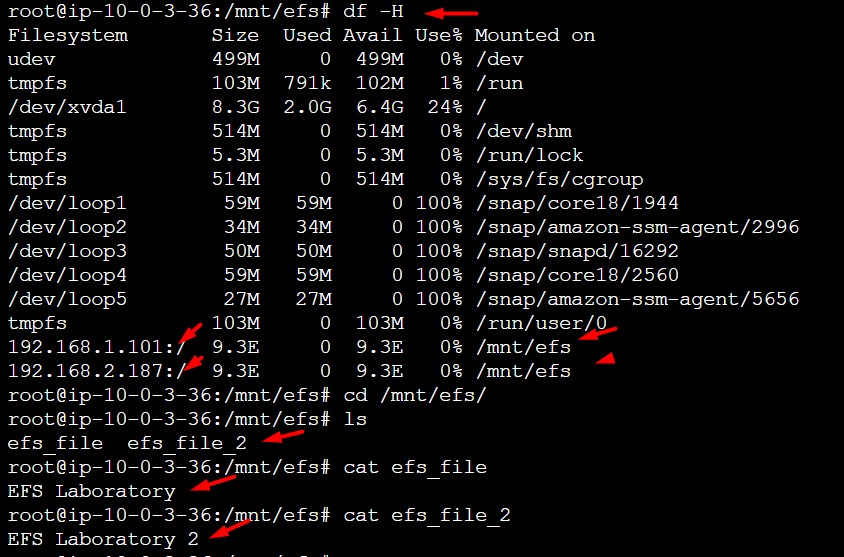 root@ip-10-0-3-36:/mnt/efs# df -H
Filesystem Size Used Avail Use% Mounted on
udev 499M 0 499M 0% /dev
tmpfs 103M 791k 102M 1% /run
/dev/xvda1 8.3G 2.0G 6.4G 24% /
tmpfs 514M 0 514M 0% /dev/shm
tmpfs 5.3M 0 5.3M 0% /run/lock
tmpfs 514M 0 514M 0% /sys/fs/cgroup
/dev/loop1 59M 59M 0 100% /snap/core18/1944
/dev/loop2 34M 34M 0 100% /snap/amazon-ssm-agent/2996
/dev/loop3 50M 50M 0 100% /snap/snapd/16292
/dev/loop4 59M 59M 0 100% /snap/core18/2560
/dev/loop5 27M 27M 0 100% /snap/amazon-ssm-agent/5656
tmpfs 103M 0 103M 0% /run/user/0
192.168.1.101:/ 9.3E 0 9.3E 0% /mnt/efs
192.168.2.187:/ 9.3E 0 9.3E 0% /mnt/efs
root@ip-10-0-3-36:/mnt/efs# cd /mnt/efs/
root@ip-10-0-3-36:/mnt/efs# ls
efs_file efs_file_2
root@ip-10-0-3-36:/mnt/efs# cat efs_file
EFS Laboratory
root@ip-10-0-3-36:/mnt/efs# cat efs_file_2
EFS Laboratory 2